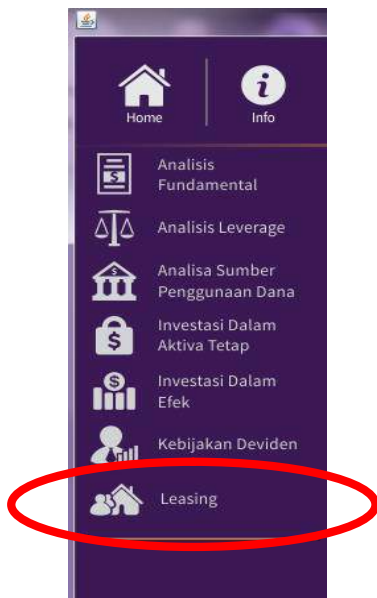 Home
Info
Analisis
Fundamental
Analisis Leverage
Analisa Sumber
Penggunaan Dana
Investasi Dalam
Aktiva Tetap
Investasi Dalam
Efek
Kebijakan Deviden
Leasing